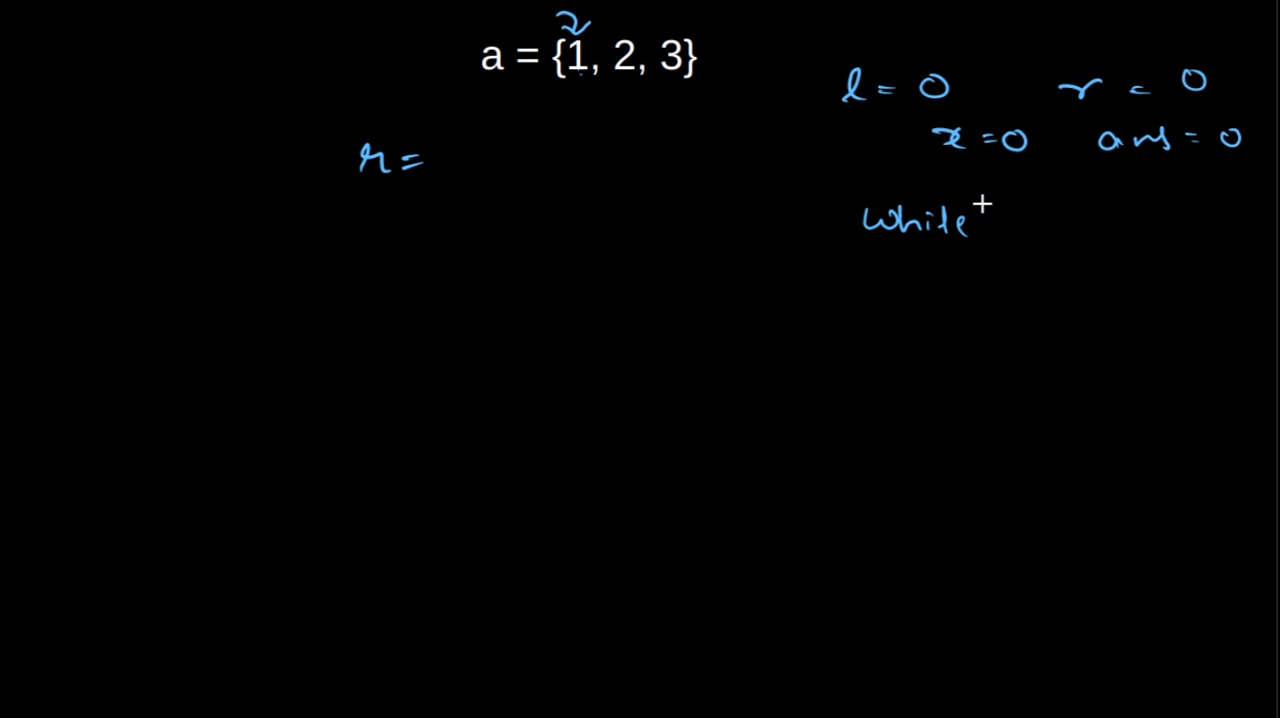 a = {1, 2, 3}
l = 0 r = 0
x = 0 ans = 0
r =
while